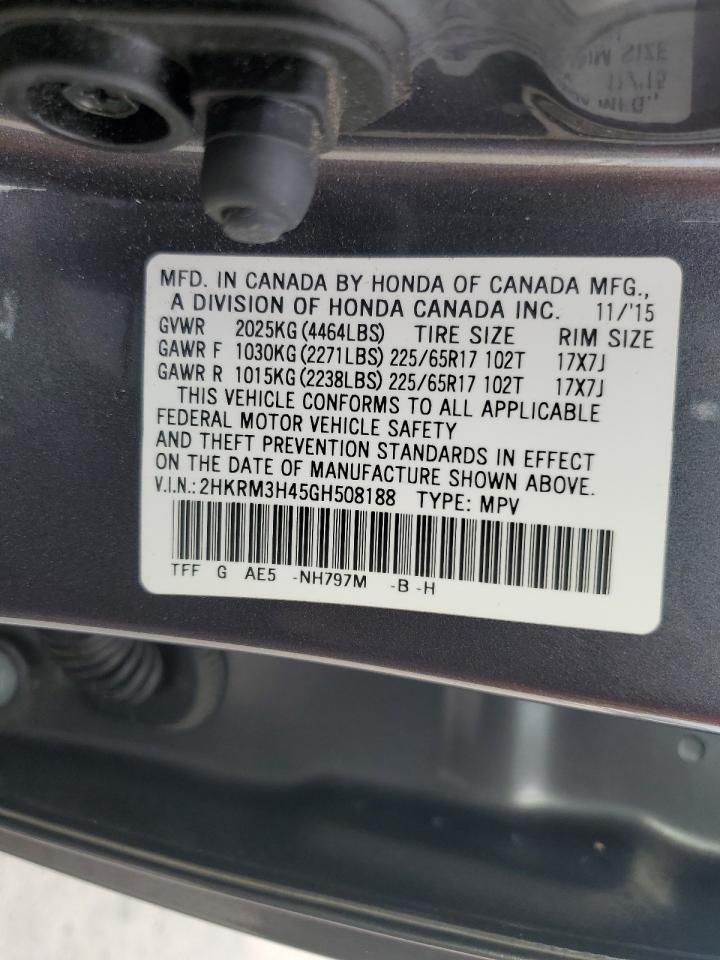 MFD. IN CANADA BY HONDA OF CANADA MFG.,
A DIVISION OF HONDA CANADA INC. 11/'15
GVWR 2025KG (4464LBS) TIRE SIZE RIM SIZE
GAWR F 1030KG (2271LBS) 225/65R17 102T 17X7J
GAWR R 1015KG (2238LBS) 225/65R17 102T 17X7J
THIS VEHICLE CONFORMS TO ALL APPLICABLE
FEDERAL MOTOR VEHICLE SAFETY
AND THEFT PREVENTION STANDARDS IN EFFECT
ON THE DATE OF MANUFACTURE SHOWN ABOVE.
V.I.N.: 2HKRM3H45GH508188 TYPE: MPV
TFF G AE5 -NH797M -B -H